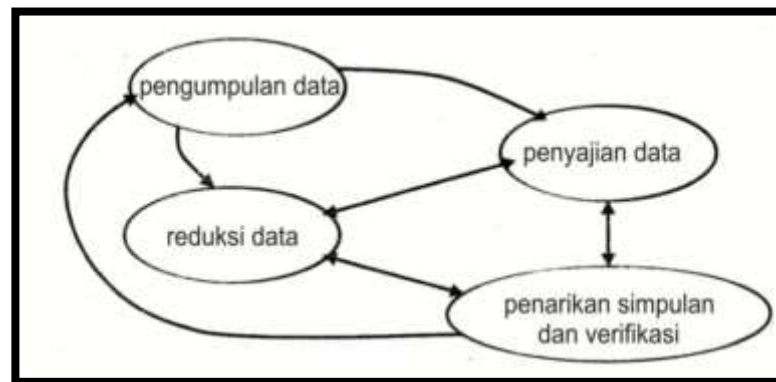 pengumpulan data
penyajian data
reduksi data
penarikan simpulan
dan verifikasi